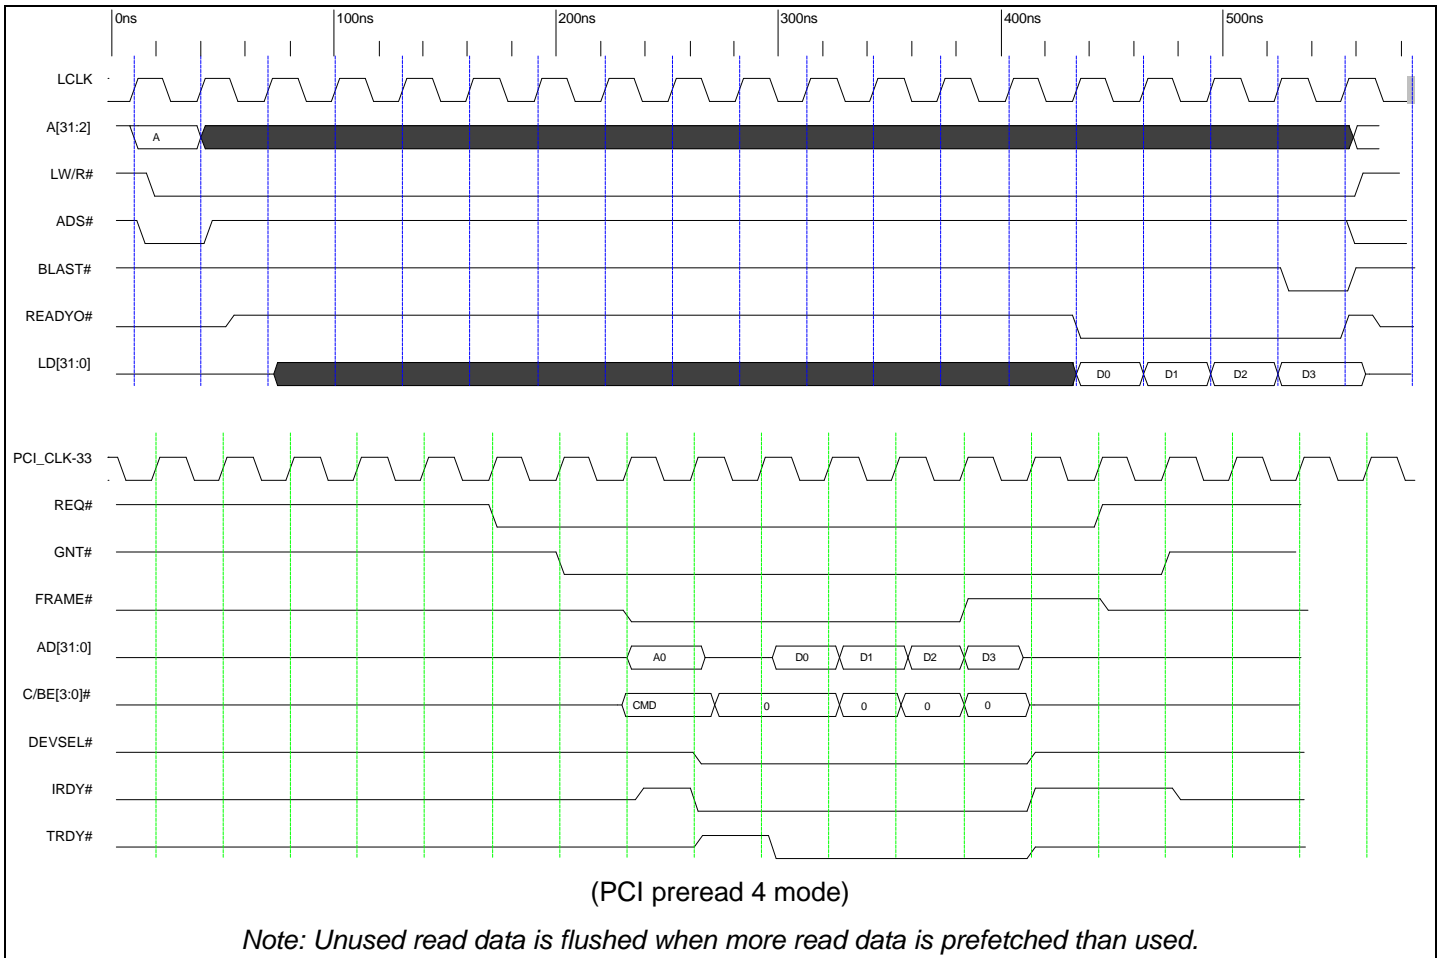 0ns 100ns 200ns 300ns 400ns 500ns
LCLK
A[31:2] A
LW/R#
ADS#
BLAST#
READYO#
LD[31:0] D0 D1 D2 D3
PCI_CLK-33
REQ#
GNT#
FRAME#
AD[31:0] A0 D0 D1 D2 D3
C/BE[3:0]# CMD 0 0 0 0
DEVSEL#
IRDY#
TRDY#
(PCI preread 4 mode)
Note: Unused read data is flushed when more read data is prefetched than used.